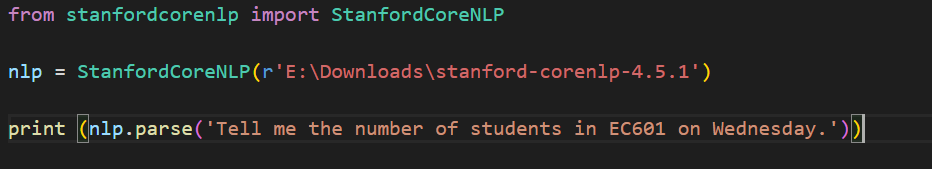 from stanfordcorenlp import StanfordCoreNLP
nlp = StanfordCoreNLP(r'E:\Downloads\stanford-corenlp-4.5.1')
print (nlp.parse('Tell me the number of students in EC601 on Wednesday.'))